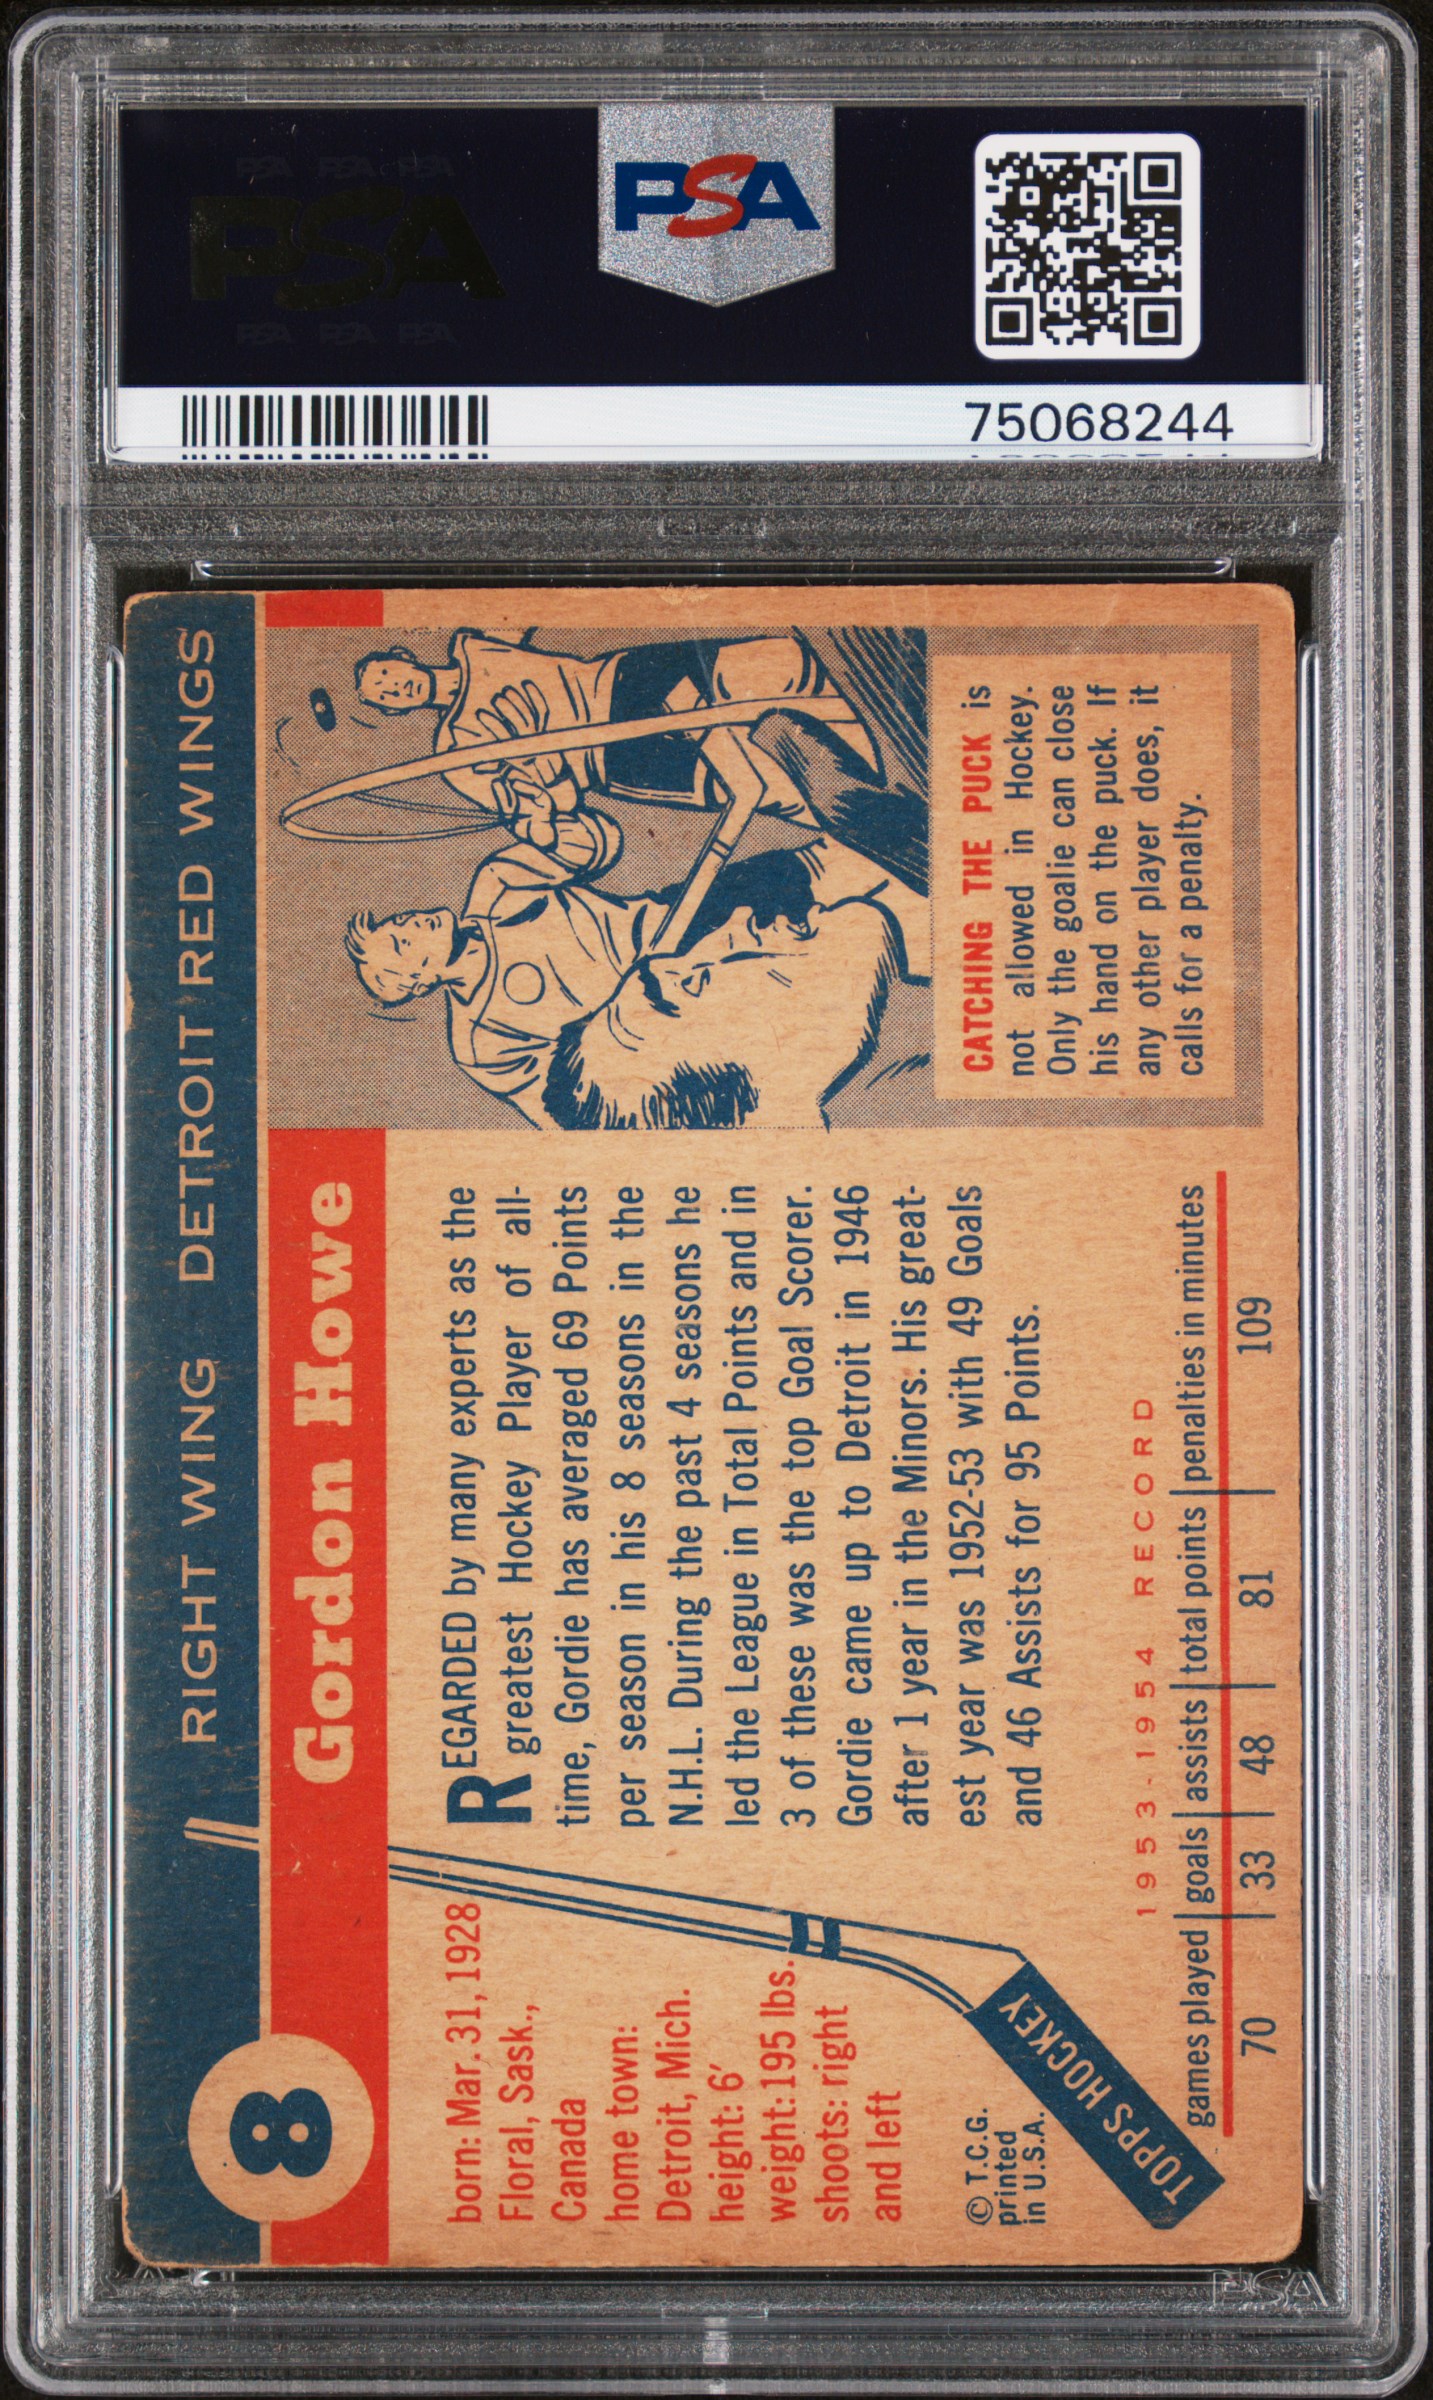 PSA PSA PSA
PSA
PSA PSA PSA
PSA
75068244
8
RIGHT WING DETROIT RED WINGS
Gordon Howe
born: Mar. 31, 1928
Floral, Sask.,
Canada
home town:
Detroit, Mich.
height: 6'
weight: 195 lbs.
shoots: right
and left
© T.C.G.
printed
in U.S.A.
TOPPS HOCKEY
REGARDED by many experts as the
greatest Hockey Player of all-
time, Gordie has averaged 69 Points
per season in his 8 seasons in the
N.H.L. During the past 4 seasons he
led the League in Total Points and in
3 of these was the top Goal Scorer.
Gordie came up to Detroit in 1946
after 1 year in the Minors. His great-
est year was 1952-53 with 49 Goals
and 46 Assists for 95 Points.
1953-1954 RECORD
games played goals assists total points penalties in minutes
70 33 48 81 109
CATCHING THE PUCK is
not allowed in Hockey.
Only the goalie can close
his hand on the puck. If
any other player does, it
calls for a penalty.
PSA